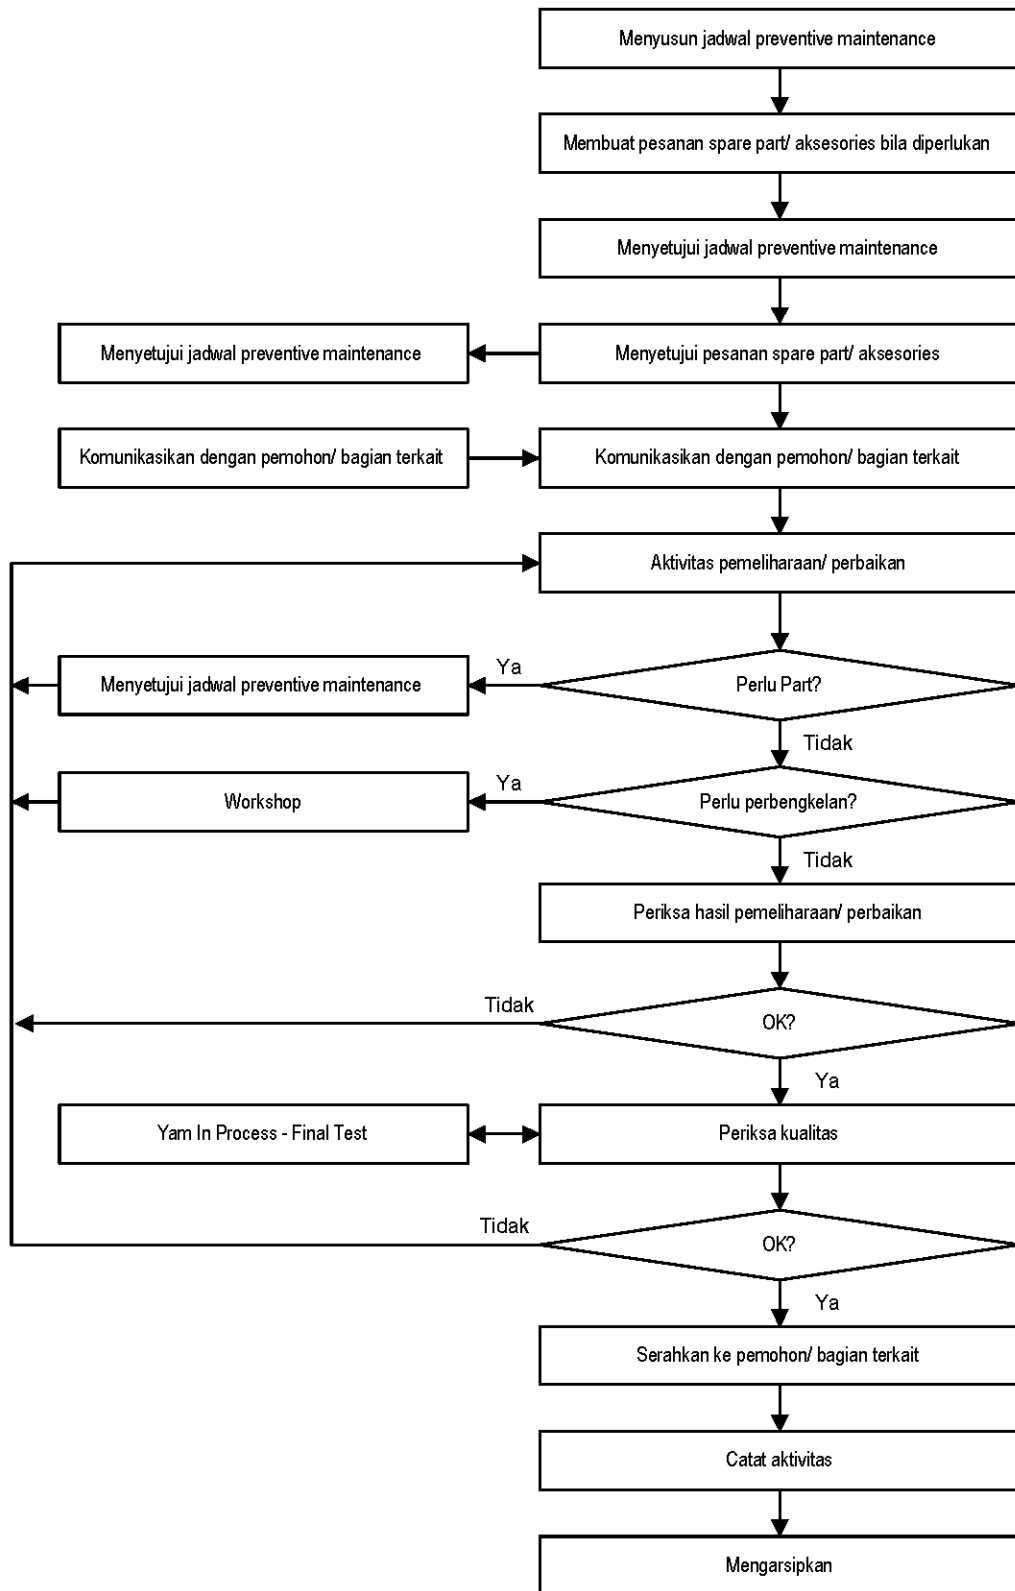 Menyusun jadwal preventive maintenance
Membuat pesanan spare part/ aksesories bila diperlukan
Menyetujui jadwal preventive maintenance
Menyetujui jadwal preventive maintenance
Menyetujui pesanan spare part/ aksesories
Komunikasikan dengan pemohon/ bagian terkait
Komunikasikan dengan pemohon/ bagian terkait
Aktivitas pemeliharaan/ perbaikan
Menyetujui jadwal preventive maintenance
Ya
Perlu Part?
Tidak
Workshop
Ya
Perlu perbengkelan?
Tidak
Periksa hasil pemeliharaan/ perbaikan
Tidak
OK?
Ya
Yarn In Process - Final Test
Periksa kualitas
Tidak
OK?
Ya
Serahkan ke pemohon/ bagian terkait
Catat aktivitas
Mengarsipkan